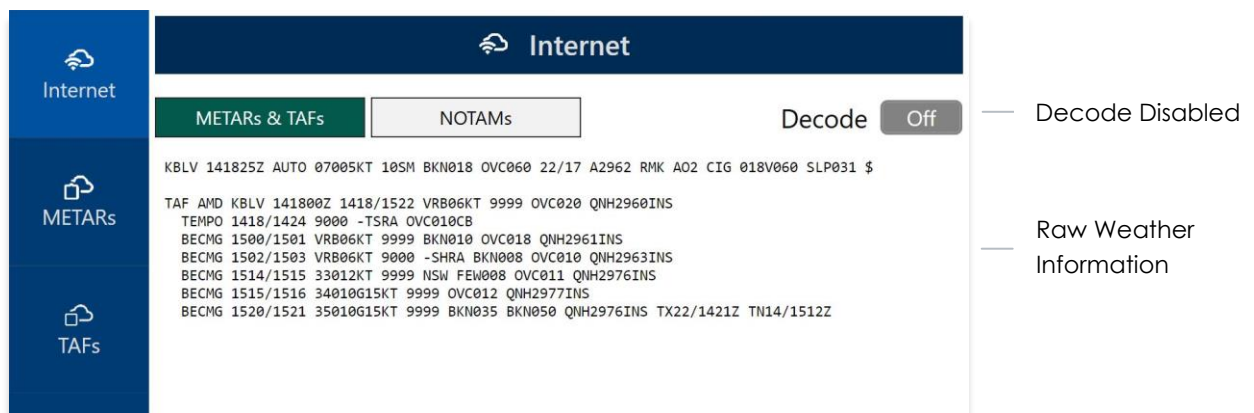 Internet
Internet
METARs & TAFs NOTAMs Decode Off Decode Disabled
KBLV 141825Z AUTO 07005KT 10SM BKN018 OVC060 22/17 A2962 RMK AO2 CIG 018V060 SLP031 $
METARs
TAF AMD KBLV 141800Z 1418/1522 VRB06KT 9999 OVC020 QNH2960INS
TEMPO 1418/1424 9000 -TSRA OVC010CB
BECMG 1500/1501 VRB06KT 9999 BKN010 OVC018 QNH2961INS
BECMG 1502/1503 VRB06KT 9000 -SHRA BKN008 OVC010 QNH2963INS
BECMG 1514/1515 33012KT 9999 NSW FEW008 OVC011 QNH2976INS
BECMG 1515/1516 34010G15KT 9999 OVC012 QNH2977INS
BECMG 1520/1521 35010G15KT 9999 BKN035 BKN050 QNH2976INS TX22/1421Z TN14/1512Z
Raw Weather
Information
TAFs